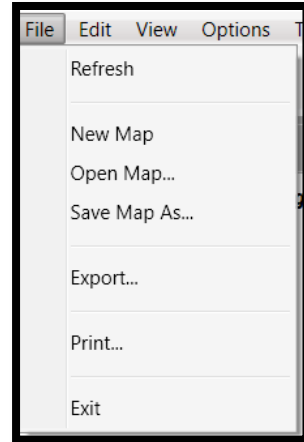 File Edit View Options
Refresh
New Map
Open Map...
Save Map As...
Export...
Print...
Exit